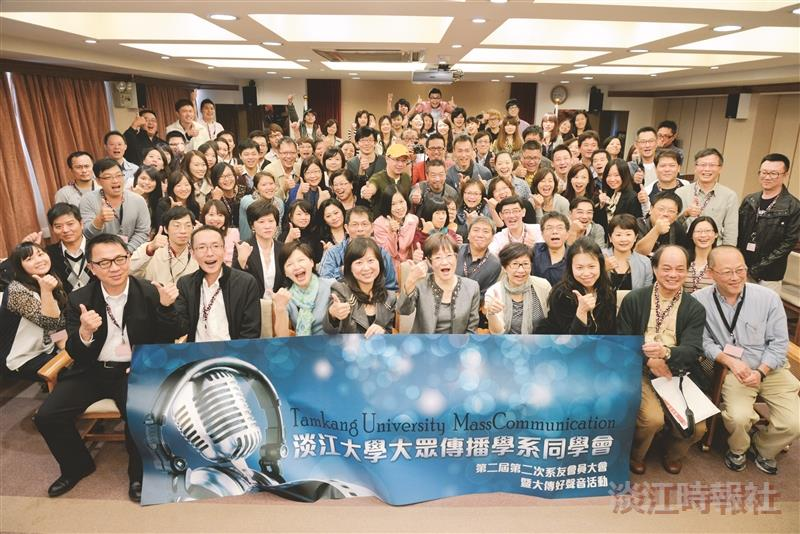 Tamkang University MassCommunication
淡江大學大眾傳播學系同學會
第二屆第二次系友會員大會
暨大傳好聲音活動
淡江時報社